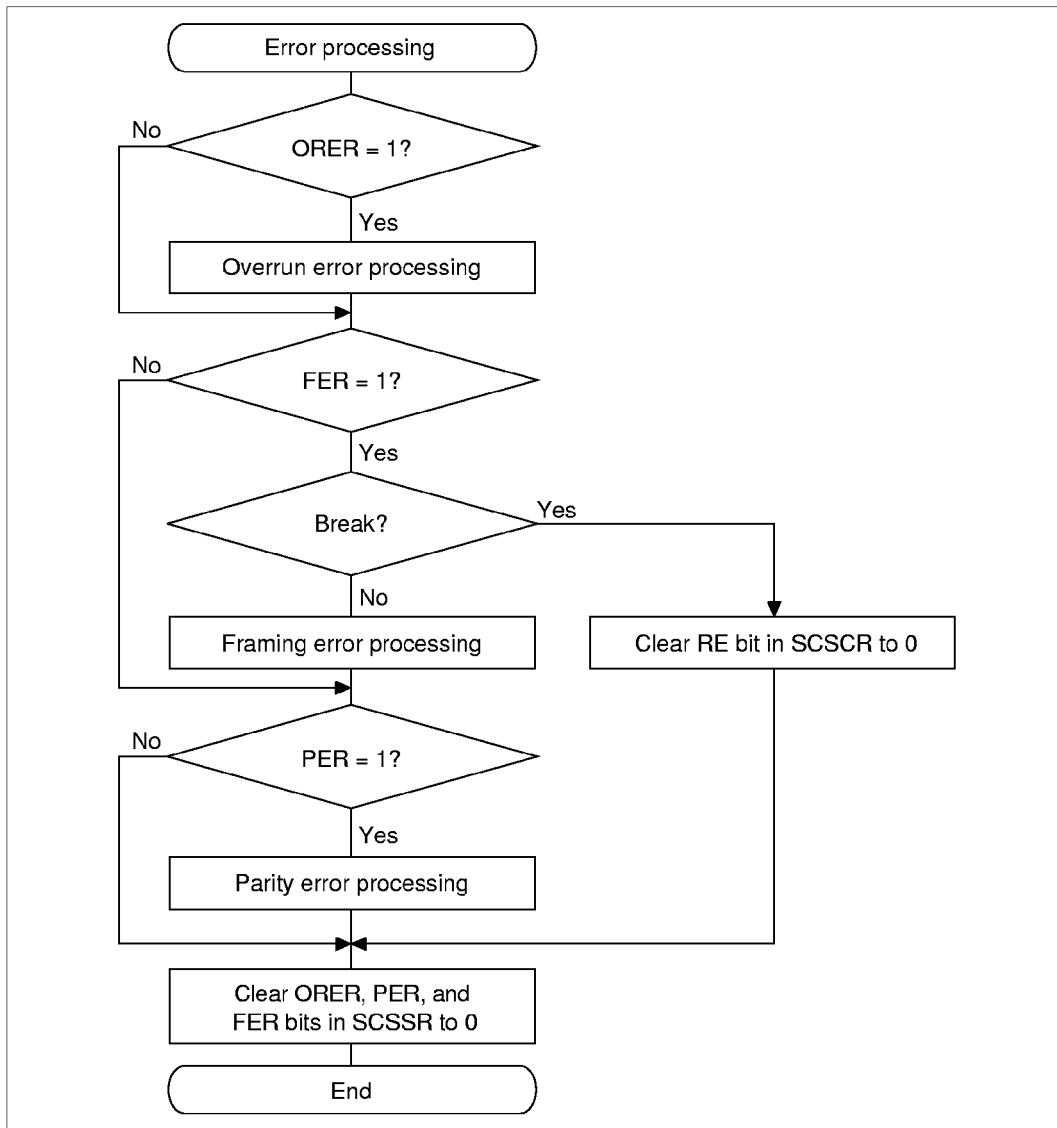 Error processing
No
ORER = 1?
Yes
Overrun error processing
No
FER = 1?
Yes
Break?
Yes
No
Framing error processing
Clear RE bit in SCSCR to 0
No
PER = 1?
Yes
Parity error processing
Clear ORER, PER, and
FER bits in SCSSR to 0
End